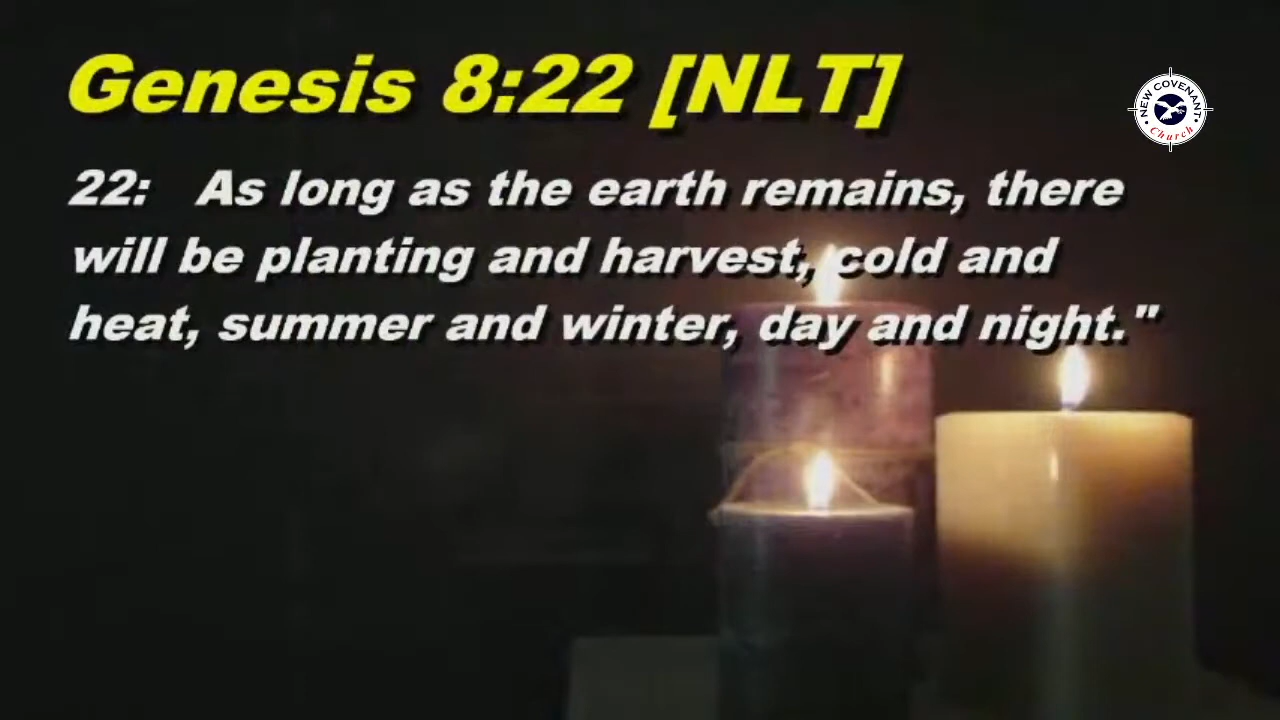 Genesis 8:22 [NLT]
NEW COVENANT
Church
22: As long as the earth remains, there
will be planting and harvest, cold and
heat, summer and winter, day and night."